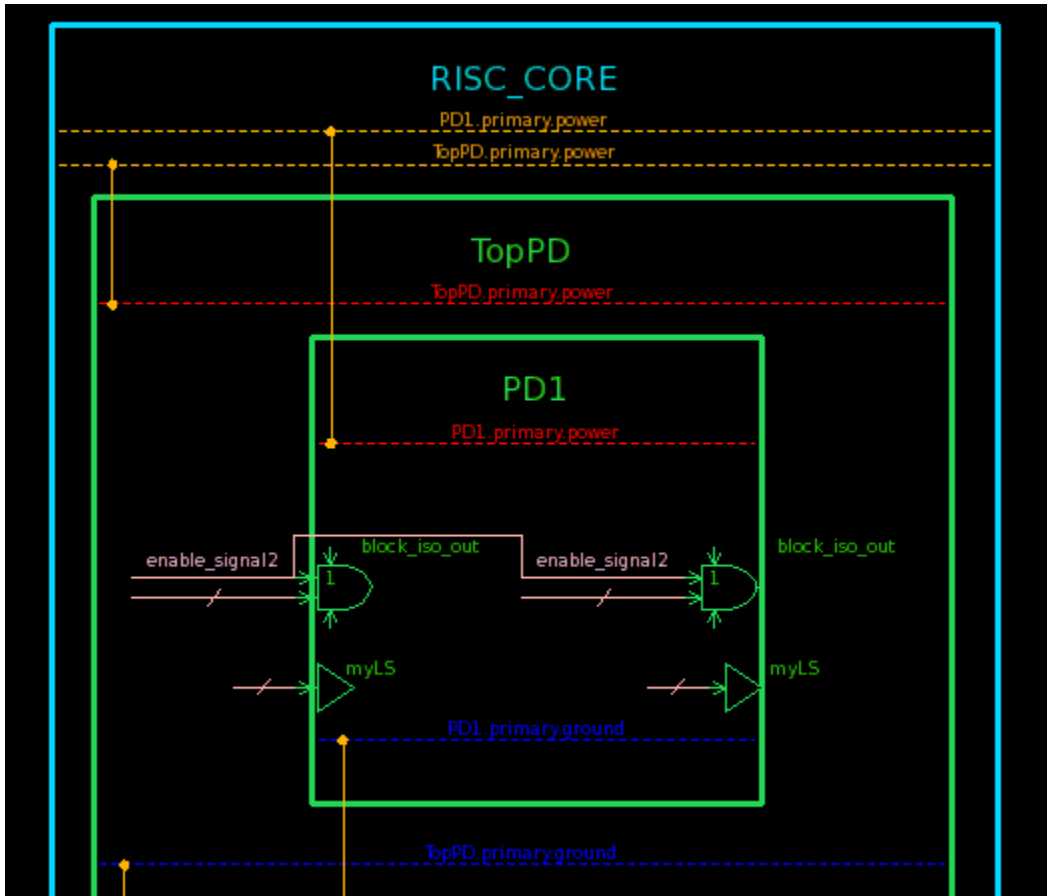 RISC_CORE
PD1.primary.power
TopPD.primary.power
TopPD
TopPD.primary.power
PD1
PD1.primary.power
block_iso_out
block_iso_out
enable_signal2
enable_signal2
1
1
myLS
myLS
PD1.primary.ground
TopPD.primary.ground